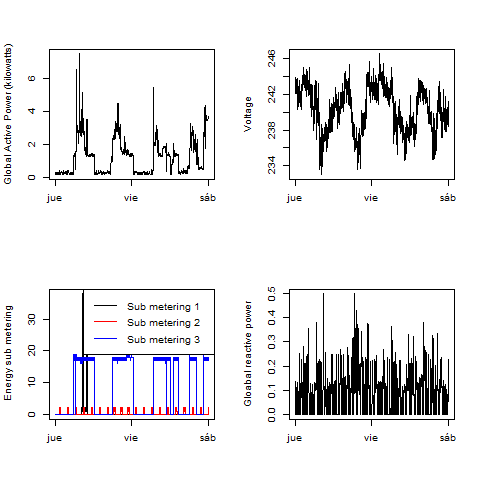 Global Active Power (kilowatts)
0 2 4 6
jue vie sáb
Voltage
234 238 242 246
jue vie sáb
Energy sub metering
0 10 20 30
Sub metering 1
Sub metering 2
Sub metering 3
jue vie sáb
Gloabal reactive power
0.0 0.1 0.2 0.3 0.4 0.5
jue vie sáb